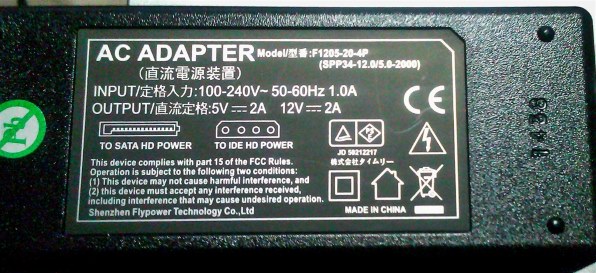 AC ADAPTER Model/型番:F1205-20-4P
(直流電源装置) (SPP34-12.0/5.0-2000)
INPUT/定格入力:100-240V~ 50-60Hz 1.0A
OUTPUT/直流定格:5V⎓2A 12V⎓2A
TO SATA HD POWER TO IDE HD POWER
JD 50212217
株式会社タイムリー
This device complies with part 15 of the FCC Rules.
Operation is subject to the following two conditions:
(1) This device may not cause harmful interference, and
(2) this device must accept any interference received,
including interference that may cause undesired operation.
Shenzhen Flypower Technology Co.,Ltd
MADE IN CHINA
CE
1439